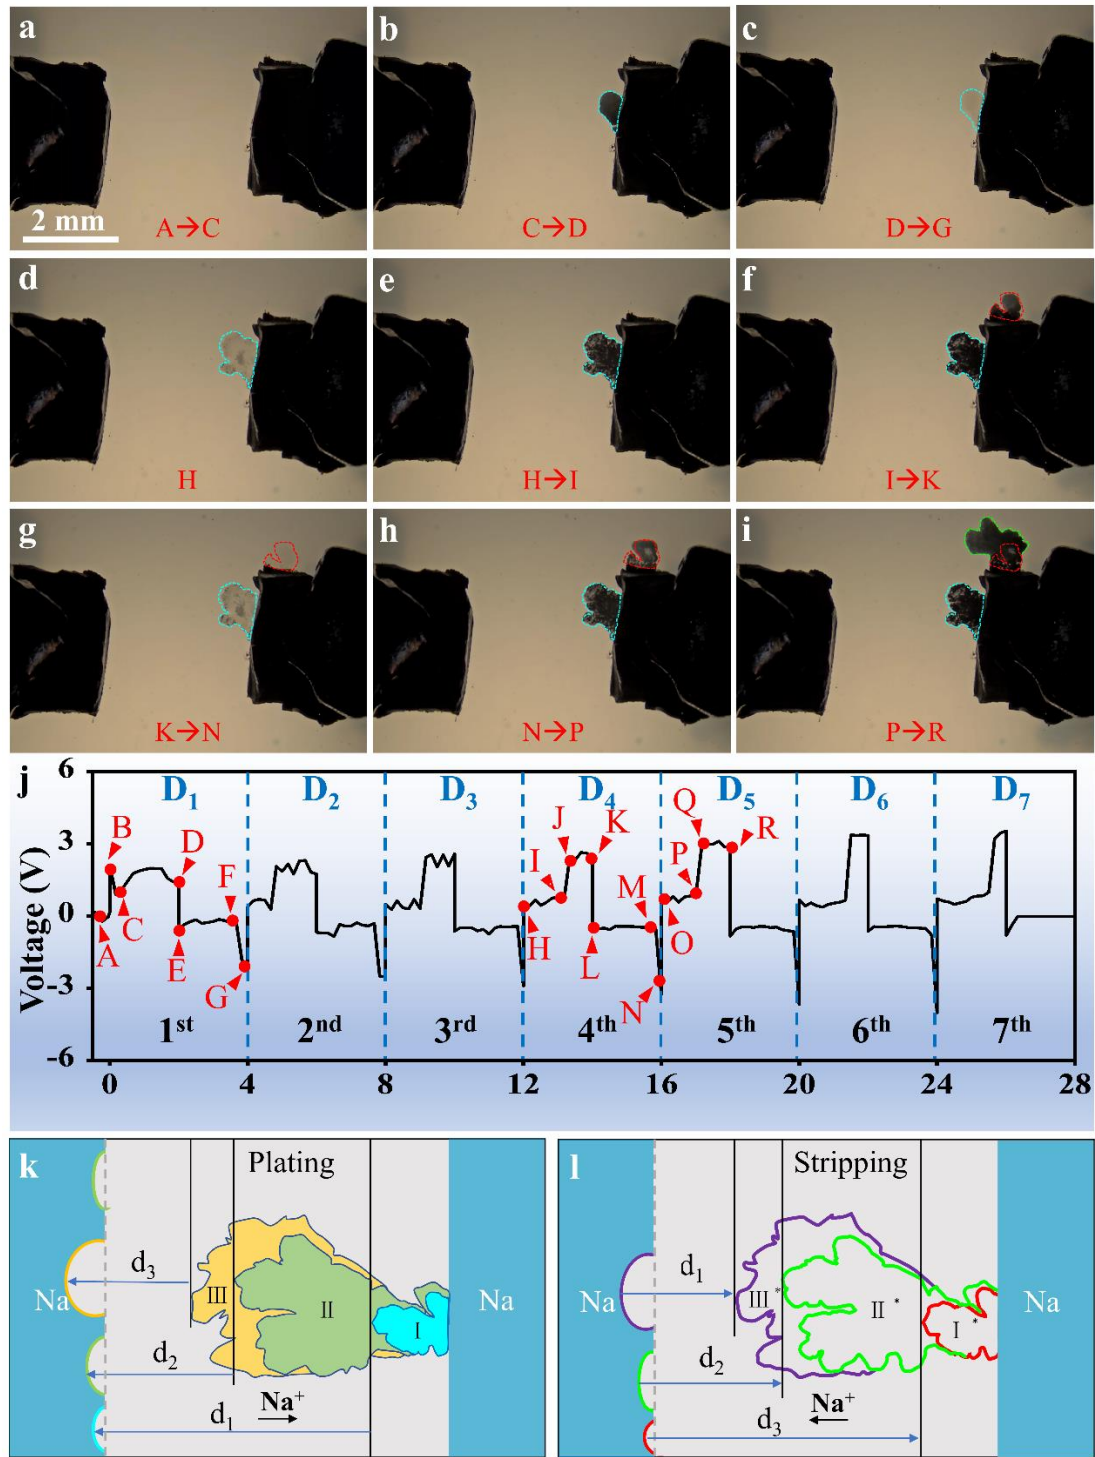 a
b
c
2 mm
A→C
C→D
D→G
d
e
f
H
H→I
I→K
g
h
i
K→N
N→P
P→R
j
D1 D2 D3 D4 D5 D6 D7
6
3
0
-3
-6
Voltage (V)
A
B
C
D
E
F
G
H
I
J
K
L
M
N
O
P
Q
R
1st 2nd 3rd 4th 5th 6th 7th
0 4 8 12 16 20 24 28
k
Plating
d3
Na
III
II
I
Na
d2
Na+
d1
l
Stripping
d1
Na
III*
II*
I*
Na
d2
Na+
d3